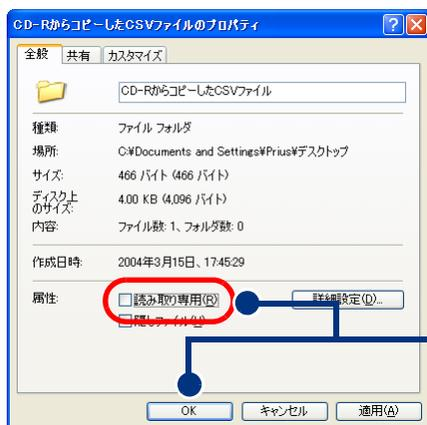 CD-RからコピーしたCSVファイルのプロパティ
全般 共有 カスタマイズ
CD-RからコピーしたCSVファイル
種類: ファイル フォルダ
場所: C:¥Documents and Settings¥Prius¥デスクトップ
サイズ: 466 バイト (466 バイト)
ディスク上
のサイズ: 4.00 KB (4,096 バイト)
内容: ファイル数: 1、フォルダ数: 0
作成日時: 2004年3月15日、17:45:29
属性: 読み取り専用(R) 詳細設定(D)...
隠しファイル(H)
OK キャンセル 適用(A)